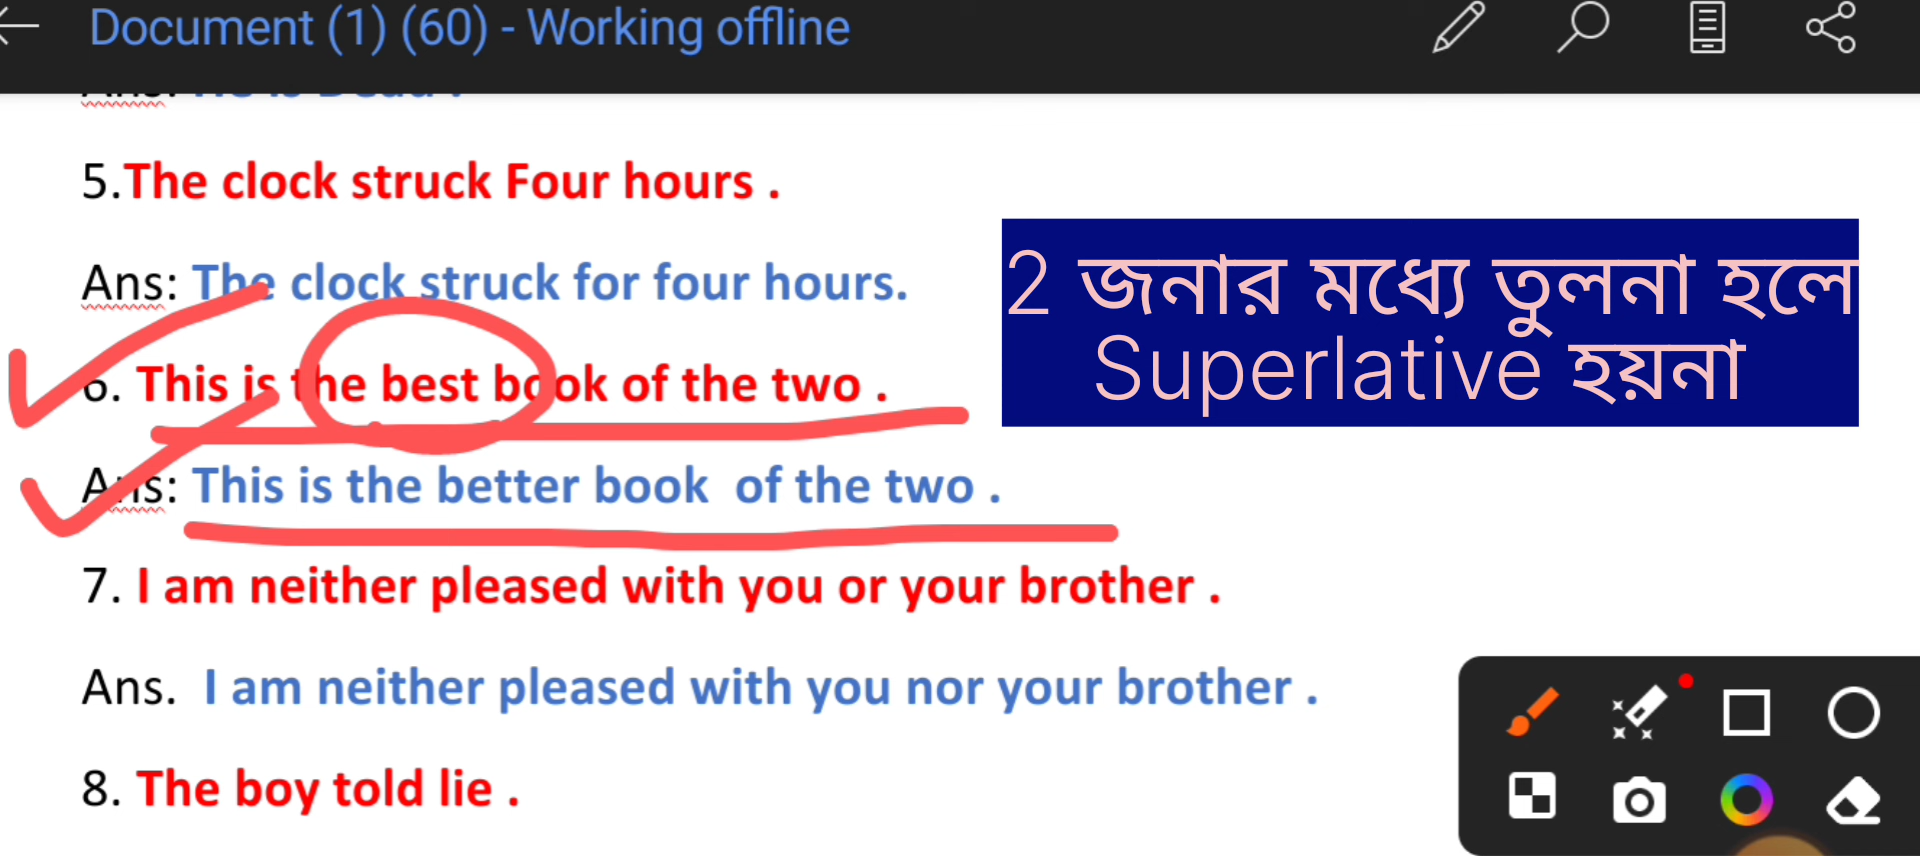 Document (1) (60) - Working offline
5.The clock struck Four hours .
Ans: The clock struck for four hours.
2 জনার মধ্যে তুলনা হলে
Superlative হয়না
6. This is the best book of the two .
Ans: This is the better book of the two .
7. I am neither pleased with you or your brother .
Ans. I am neither pleased with you nor your brother .
8. The boy told lie .